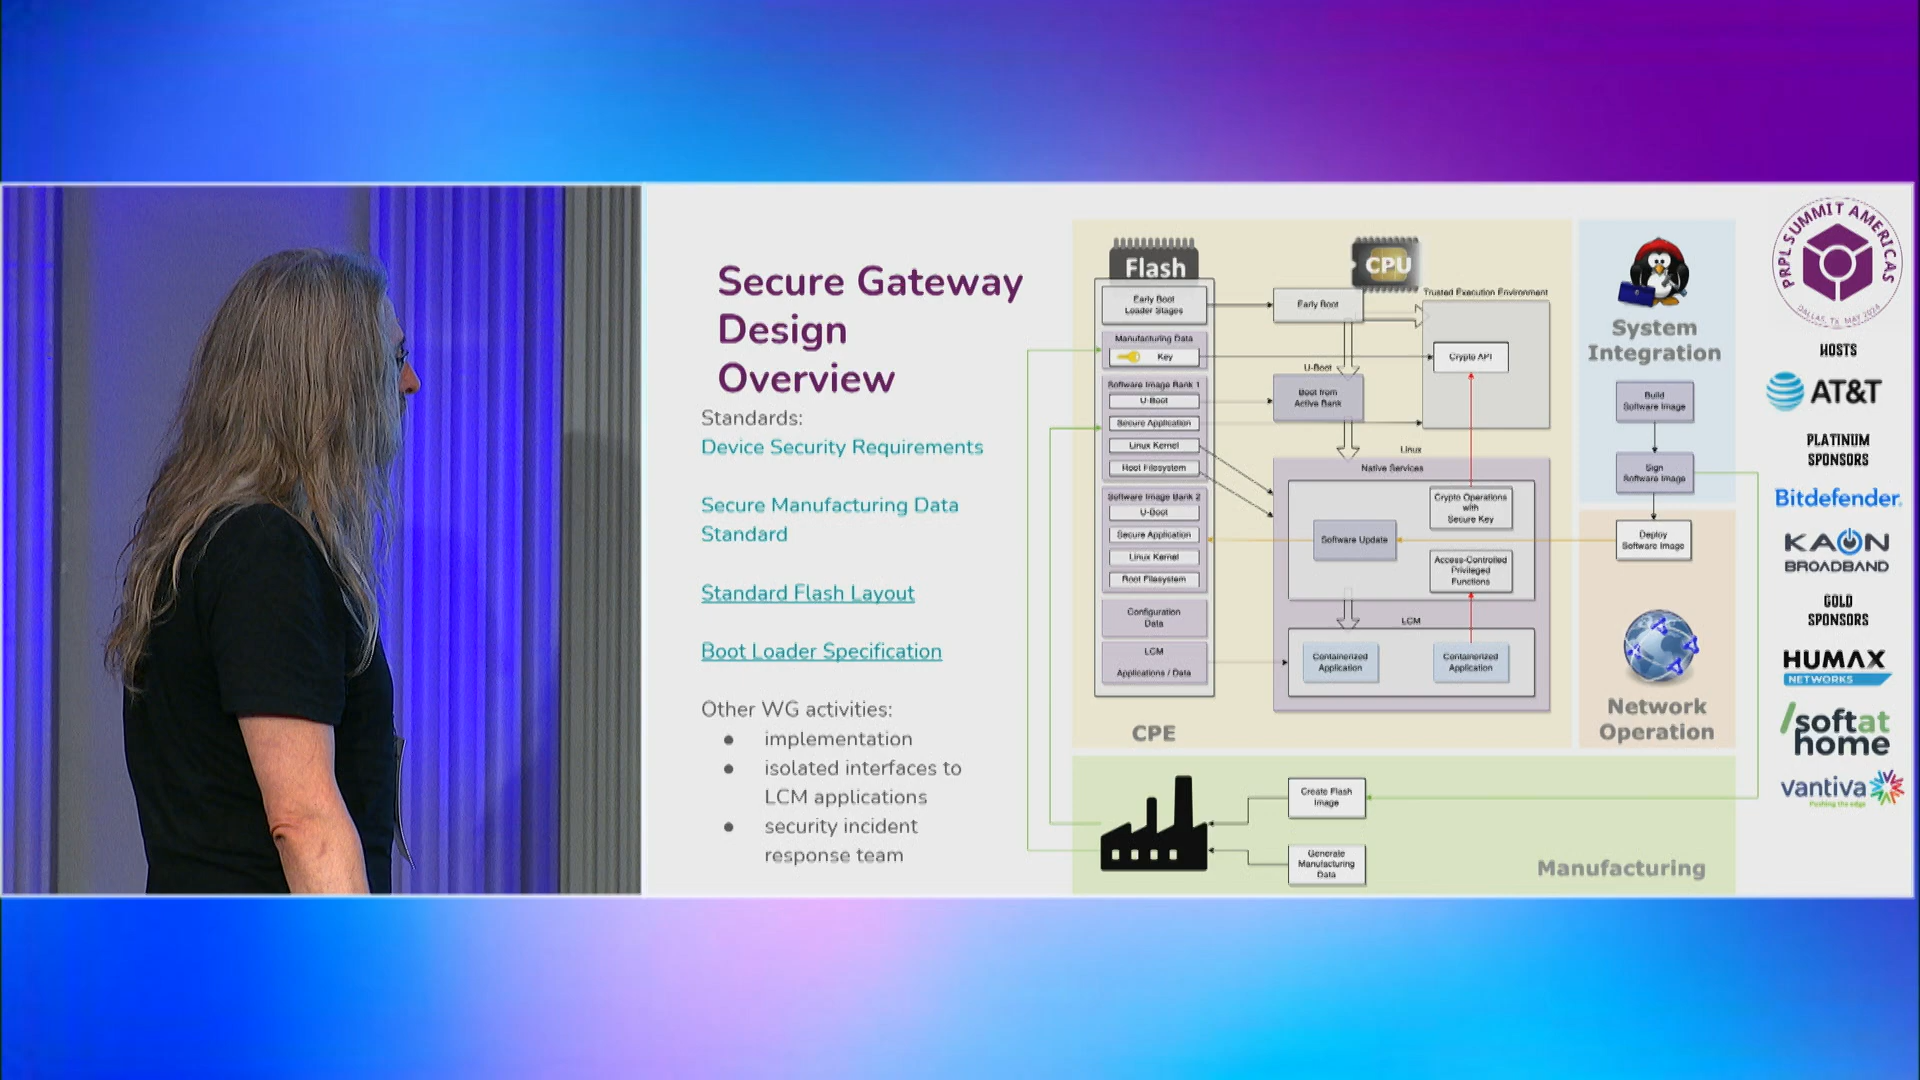 Secure Gateway
Design
Overview
Standards:
Device Security Requirements
Secure Manufacturing Data
Standard
Standard Flash Layout
Boot Loader Specification
Other WG activities:
implementation
isolated interfaces to
LCM applications
security incident
response team
Flash
Early Boot
Loader Stages
Manufacturing Data
Key
Software Image Bank 1
U-Boot
Secure Application
Linux Kernel
Root Filesystem
Software Image Bank 2
U-Boot
Secure Application
Linux Kernel
Root Filesystem
Configuration
Data
LCM
Applications / Data
CPE
CPU
Early Boot
Trusted Execution Environment
Crypto API
U-Boot
Boot from
Active Bank
Linux
Native Services
Crypto Operations
with
Secure Key
Software Update
Access-Controlled
Privileged
Functions
LCM
Containerized
Application
Containerized
Application
System
Integration
Build
Software Image
Sign
Software Image
Deploy
Software Image
Network
Operation
Create Flash
Image
Generate
Manufacturing
Data
Manufacturing
PRPL SUMMIT AMERICAS
DALLAS, TX, MAY 2024
HOSTS
AT&T
PLATINUM
SPONSORS
Bitdefender.
KAON
BROADBAND
GOLD
SPONSORS
HUMAX
NETWORKS
/softat
home
vantiva
Pushing the edge